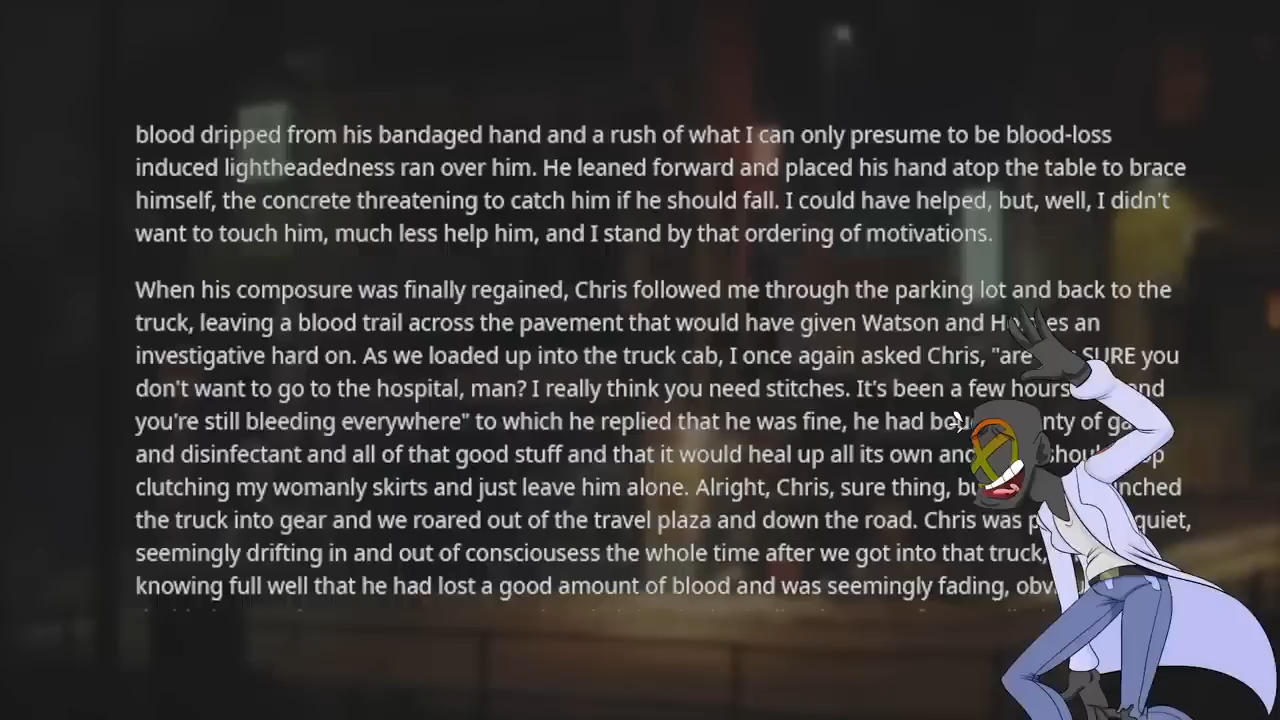 blood dripped from his bandaged hand and a rush of what I can only presume to be blood-loss
induced lightheadedness ran over him. He leaned forward and placed his hand atop the table to brace
himself, the concrete threatening to catch him if he should fall. I could have helped, but, well, I didn't
want to touch him, much less help him, and I stand by that ordering of motivations.
When his composure was finally regained, Chris followed me through the parking lot and back to the
truck, leaving a blood trail across the pavement that would have given Watson and an
investigative hard on. As we loaded up into the truck cab, I once again asked Chris, "are SURE you
don't want to go to the hospital, man? I really think you need stitches. It's been a few hours
you're still bleeding everywhere" to which he replied that he was fine, he had of
and disinfectant and all of that good stuff and that it would heal up all its own
clutching my womanly skirts and just leave him alone. Alright, Chris, sure thing,
the truck into gear and we roared out of the travel plaza and down the road. Chris was quiet,
seemingly drifting in and out of consciousess the whole time after we got into that truck,
knowing full well that he had lost a good amount of blood and was seemingly fading,